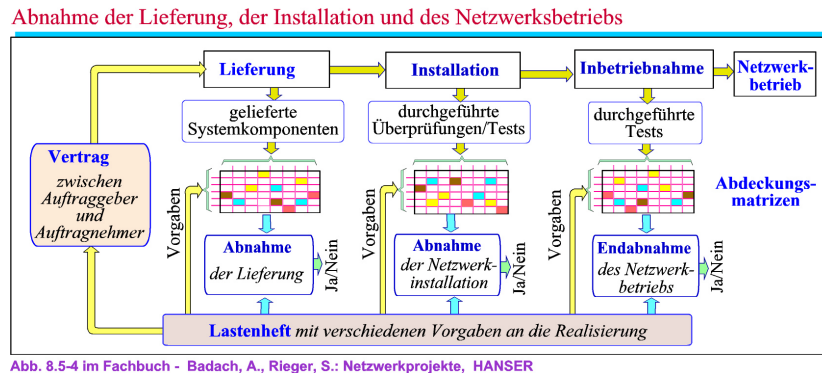 Abnahme der Lieferung, der Installation und des Netzwerksbetriebs
Lieferung
Installation
Inbetriebnahme
Netzwerk-
betrieb
gelieferte
Systemkomponenten
durchgeführte
Überprüfungen/Tests
durchgeführte
Tests
Vertrag
zwischen
Auftraggeber
und
Auftragnehmer
Vorgaben
Vorgaben
Vorgaben
Abdeckungs-
matrizen
Abnahme
der Lieferung
Ja/Nein
Abnahme
der Netzwerk-
installation
Ja/Nein
Endabnahme
des Netzwerk-
betriebs
Ja/Nein
Lastenheft mit verschiedenen Vorgaben an die Realisierung
Abb. 8.5-4 im Fachbuch - Badach, A., Rieger, S.: Netzwerkprojekte, HANSER